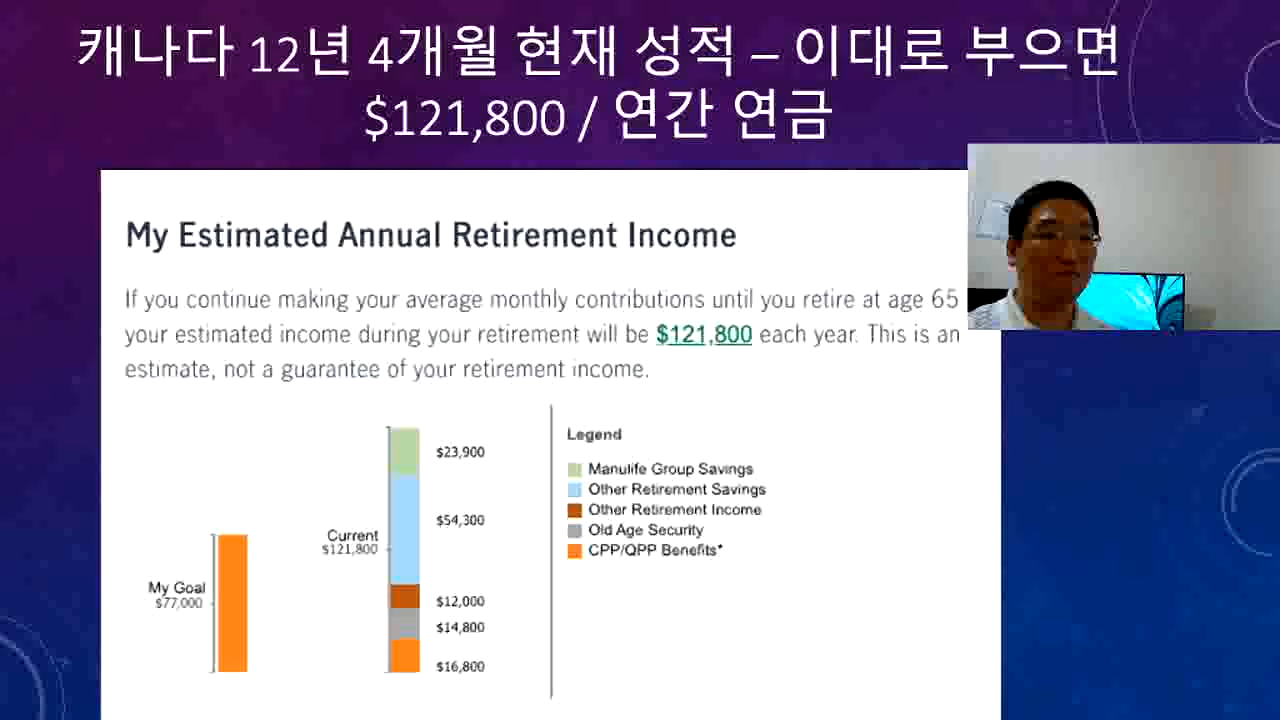 캐나다 12년 4개월 현재 성적 – 이대로 부으면
$121,800 / 연간 연금
My Estimated Annual Retirement Income
If you continue making your average monthly contributions until you retire at age 65
your estimated income during your retirement will be $121,800 each year. This is an
estimate, not a guarantee of your retirement income.
My Goal
$77,000
Current
$121,800
$23,900
$54,300
$12,000
$14,800
$16,800
Legend
Manulife Group Savings
Other Retirement Savings
Other Retirement Income
Old Age Security
CPP/QPP Benefits*